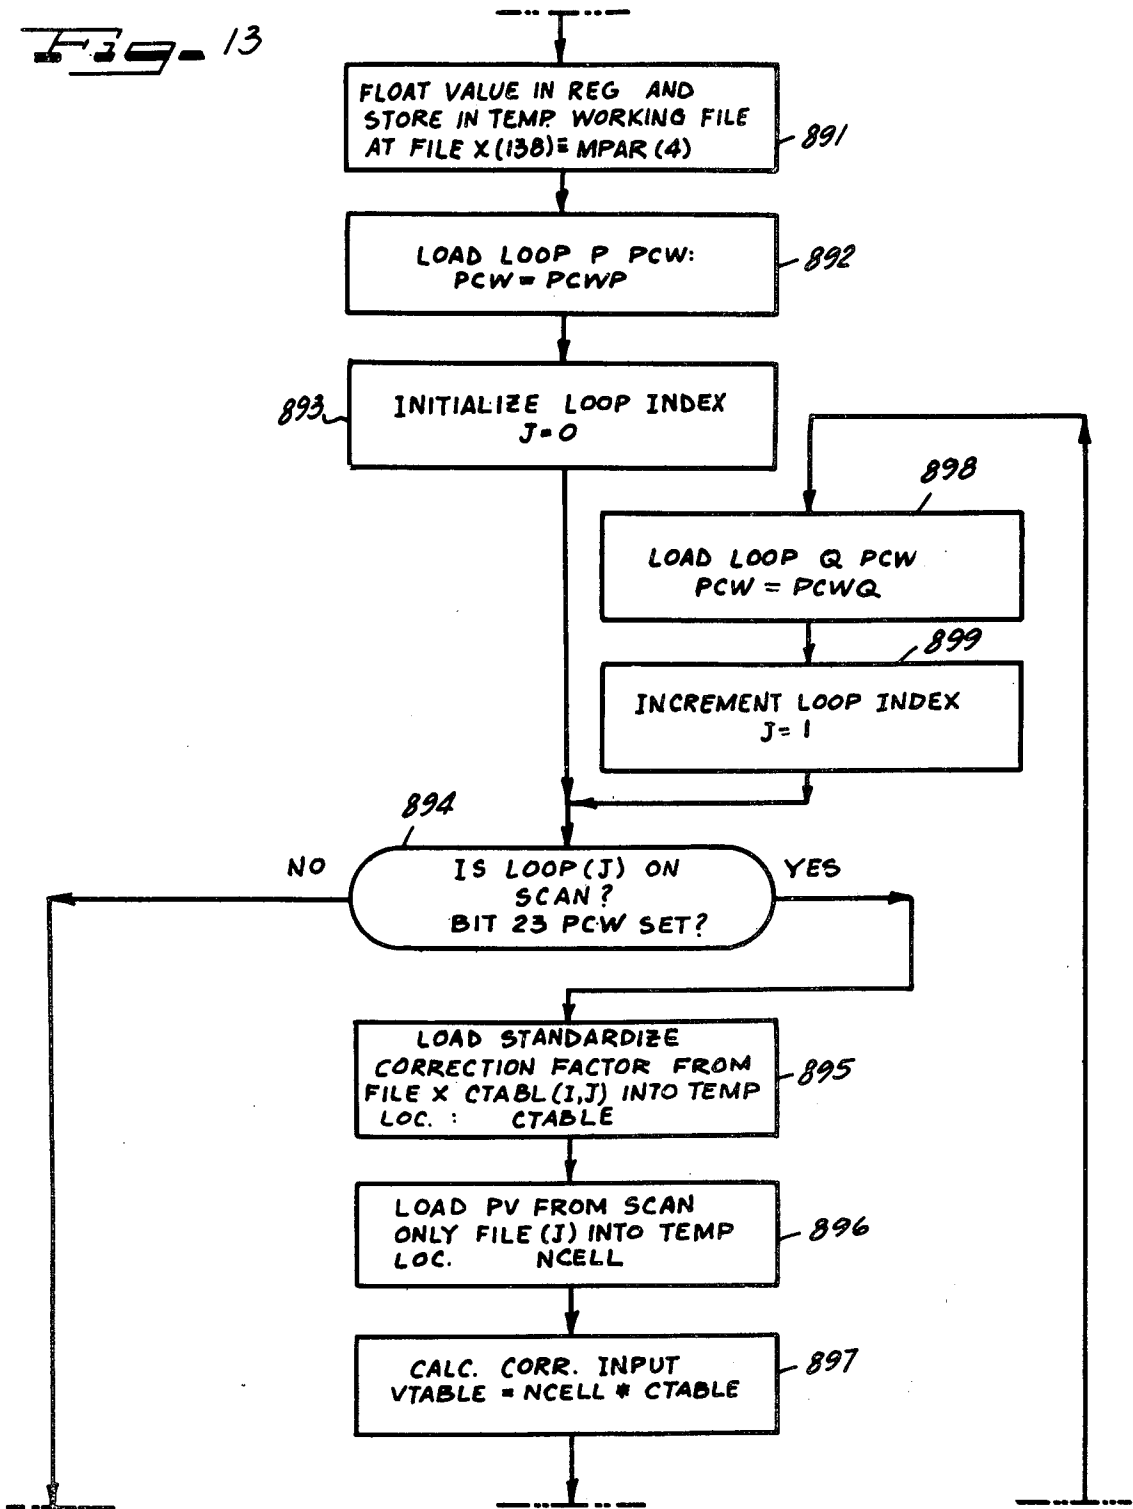 Fig-13
FLOAT VALUE IN REG AND
STORE IN TEMP. WORKING FILE
AT FILE X(138)≡MPAR(4)
891
LOAD LOOP P PCW:
PCW = PCWP
892
893
INITIALIZE LOOP INDEX
J=0
898
LOAD LOOP Q PCW
PCW = PCWQ
899
INCREMENT LOOP INDEX
J=1
894
NO
IS LOOP(J) ON
SCAN?
BIT 23 PCW SET?
YES
LOAD STANDARDIZE
CORRECTION FACTOR FROM
FILE X CTABL(I,J) INTO TEMP
LOC. : CTABLE
895
LOAD PV FROM SCAN
ONLY FILE(J) INTO TEMP
LOC. NCELL
896
CALC. CORR. INPUT
VTABLE = NCELL * CTABLE
897